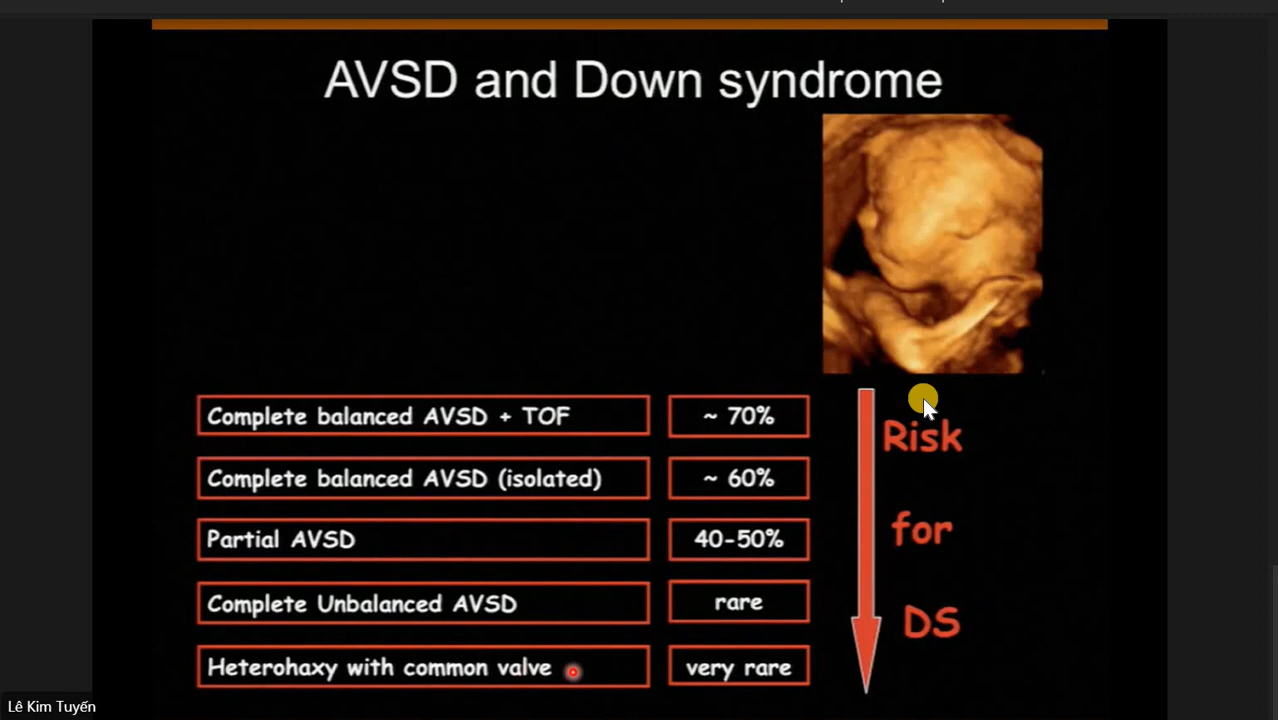 AVSD and Down syndrome
Complete balanced AVSD + TOF ~ 70%
Complete balanced AVSD (isolated) ~ 60%
Partial AVSD 40-50%
Complete Unbalanced AVSD rare
Heterohaxy with common valve very rare
Risk
for
DS
Lê Kim Tuyến